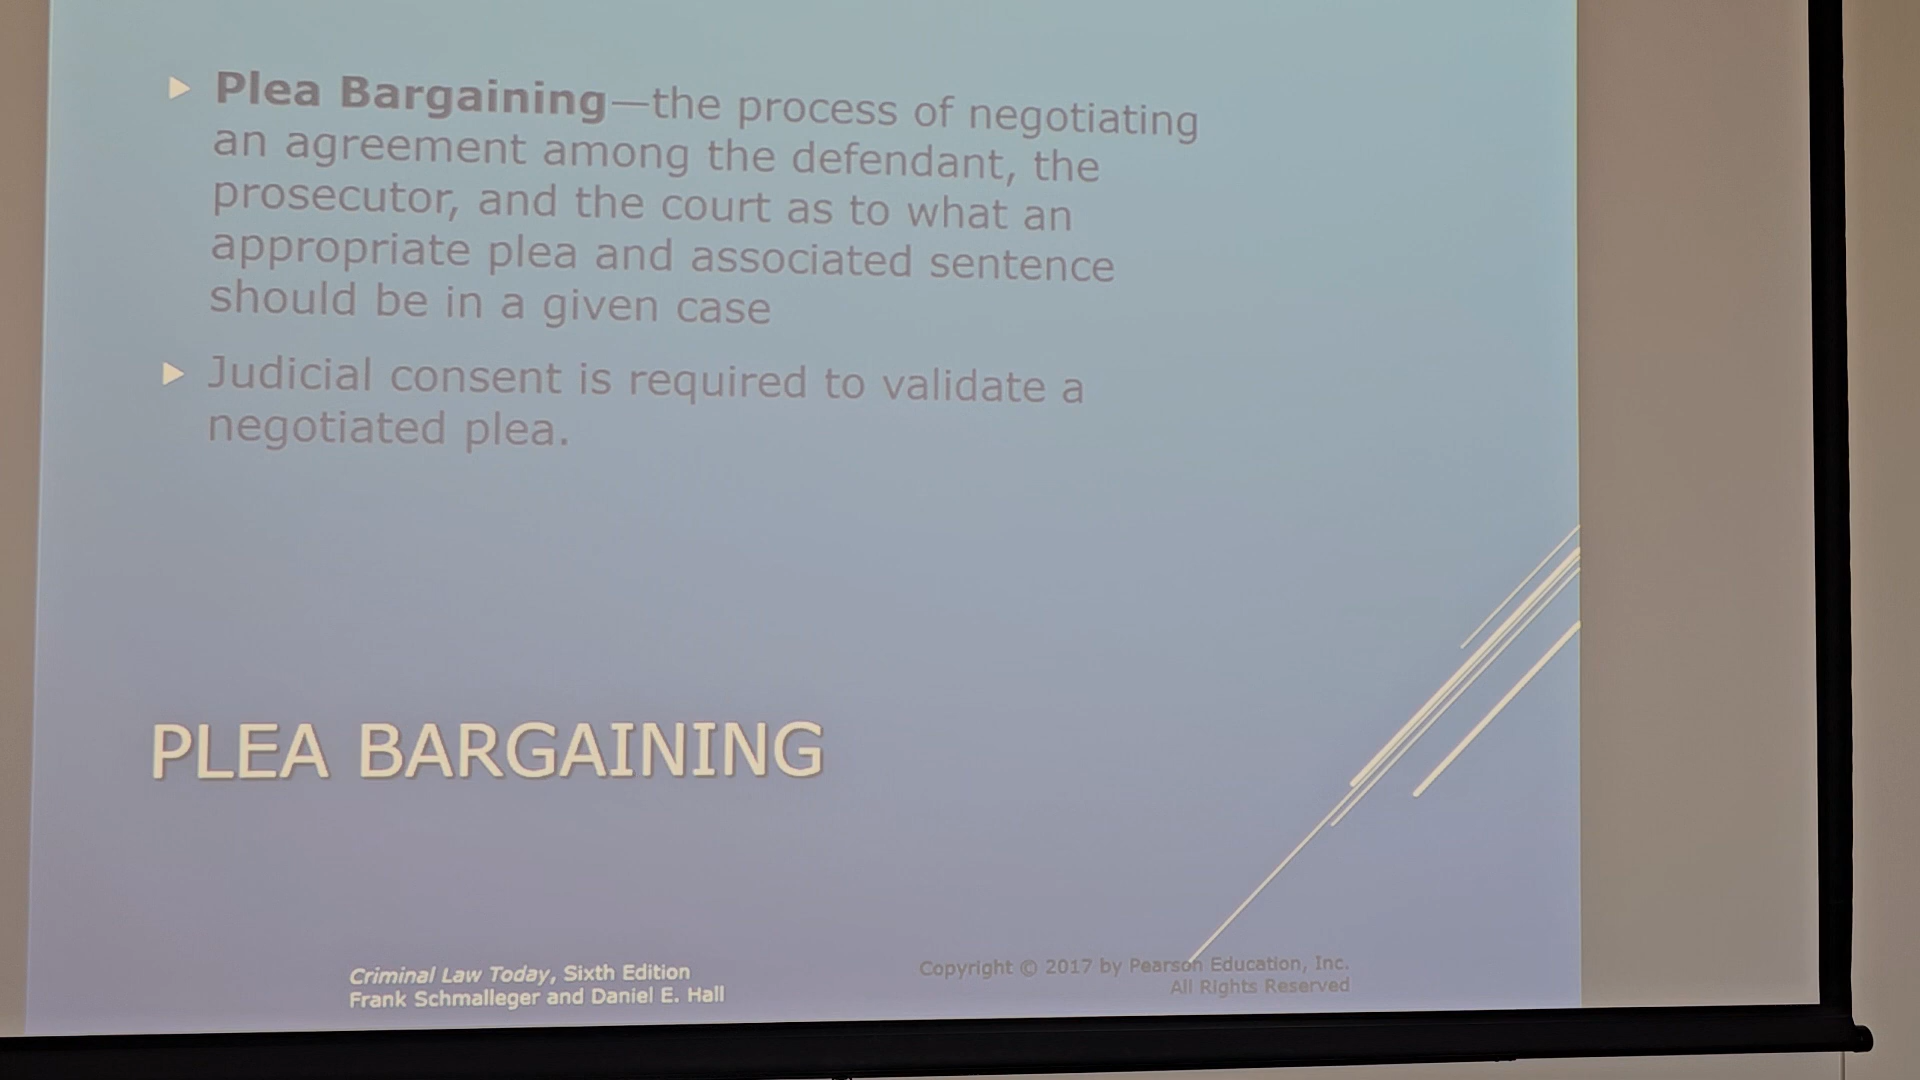 Plea Bargaining—the process of negotiating
an agreement among the defendant, the
prosecutor, and the court as to what an
appropriate plea and associated sentence
should be in a given case
Judicial consent is required to validate a
negotiated plea.
PLEA BARGAINING
Criminal Law Today, Sixth Edition
Frank Schmalleger and Daniel E. Hall
Copyright © 2017 by Pearson Education, Inc.
All Rights Reserved